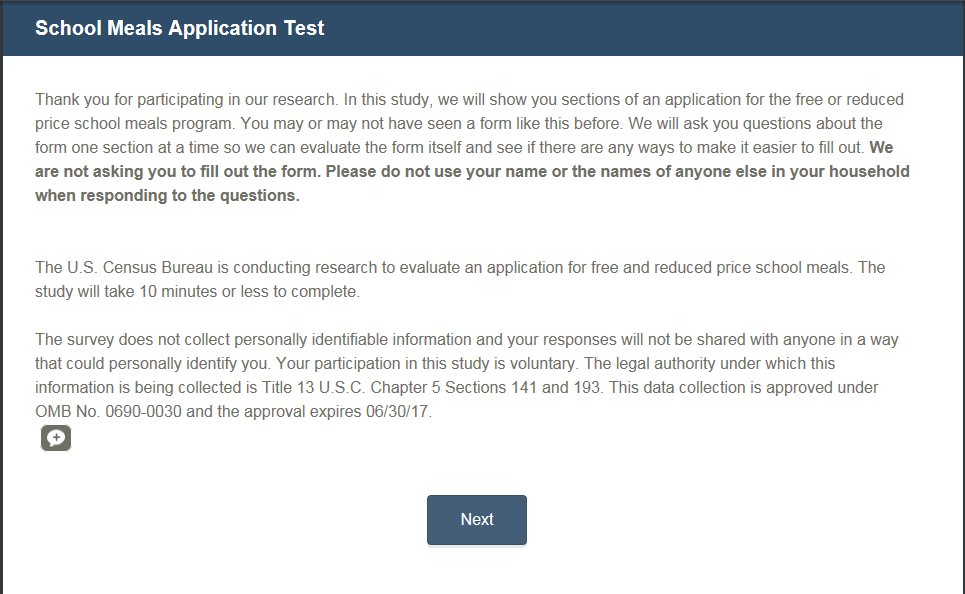 School Meals Application Test
Thank you for participating in our research. In this study, we will show you sections of an application for the free or reduced
price school meals program. You may or may not have seen a form like this before. We will ask you questions about the
form one section at a time so we can evaluate the form itself and see if there are any ways to make it easier to fill out. We
are not asking you to fill out the form. Please do not use your name or the names of anyone else in your household
when responding to the questions.
The U.S. Census Bureau is conducting research to evaluate an application for free and reduced price school meals. The
study will take 10 minutes or less to complete.
The survey does not collect personally identifiable information and your responses will not be shared with anyone in a way
that could personally identify you. Your participation in this study is voluntary. The legal authority under which this
information is being collected is Title 13 U.S.C. Chapter 5 Sections 141 and 193. This data collection is approved under
OMB No. 0690-0030 and the approval expires 06/30/17.
Next